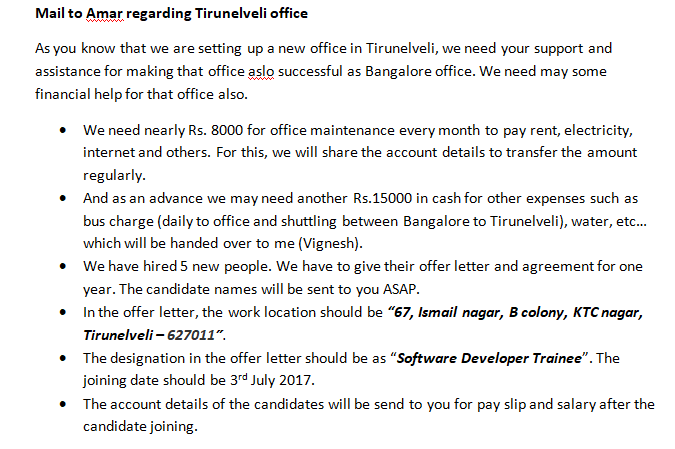 Mail to Amar regarding Tirunelveli office
As you know that we are setting up a new office in Tirunelveli, we need your support and
assistance for making that office aslo successful as Bangalore office. We need may some
financial help for that office also.
• We need nearly Rs. 8000 for office maintenance every month to pay rent, electricity,
internet and others. For this, we will share the account details to transfer the amount
regularly.
• And as an advance we may need another Rs.15000 in cash for other expenses such as
bus charge (daily to office and shuttling between Bangalore to Tirunelveli), water, etc...
which will be handed over to me (Vignesh).
• We have hired 5 new people. We have to give their offer letter and agreement for one
year. The candidate names will be sent to you ASAP.
• In the offer letter, the work location should be “67, Ismail nagar, B colony, KTC nagar,
Tirunelveli – 627011”.
• The designation in the offer letter should be as “Software Developer Trainee”. The
joining date should be 3rd July 2017.
• The account details of the candidates will be send to you for pay slip and salary after the
candidate joining.